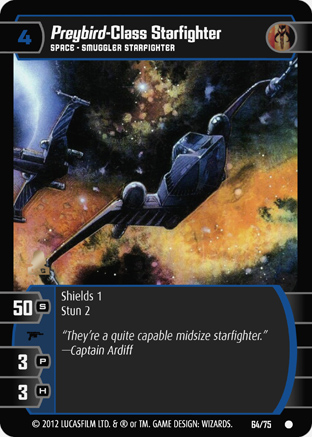 4
Preybird-Class Starfighter
SPACE • SMUGGLER STARFIGHTER
50 S
Shields 1
Stun 2
“They’re a quite capable midsize starfighter.”
—Captain Ardiff
3 P
3 H
© 2012 LUCASFILM LTD. & ® or TM. GAME DESIGN: WIZARDS.
64/75